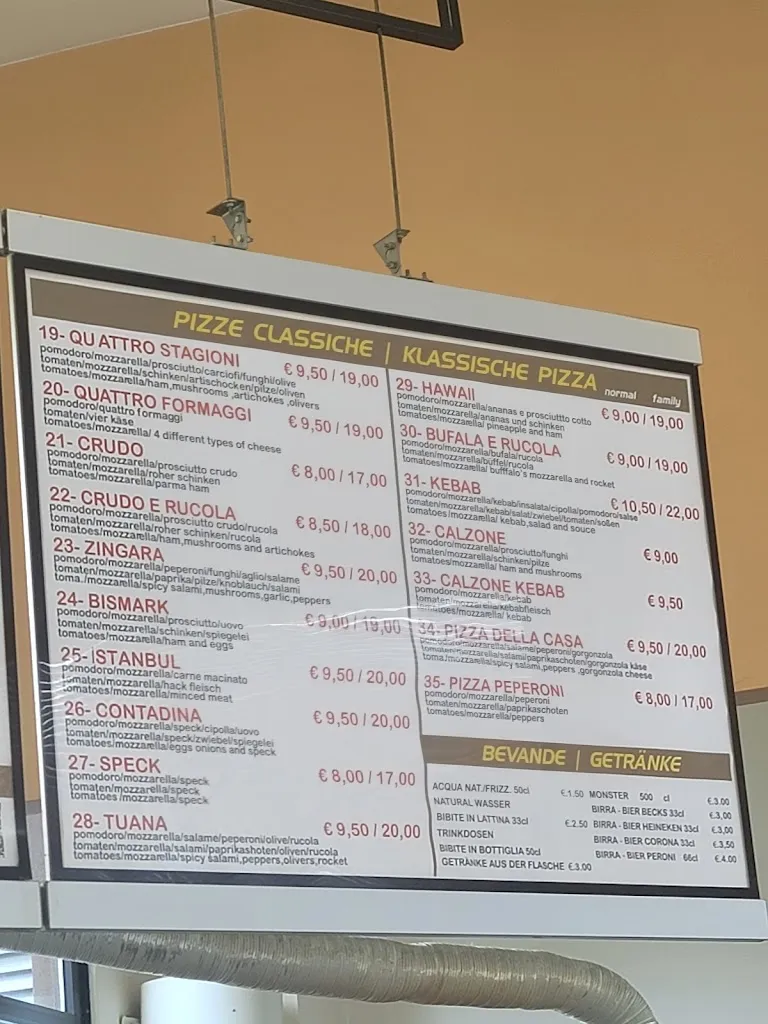 PIZZE CLASSICHE | KLASSISCHE PIZZA
normal family
19- QUATTRO STAGIONI € 9,50 / 19,00
pomodoro/mozzarella/prosciutto/carciofi/funghi/olive
tomaten/mozzarella/schinken/artischocken/pilze/oliven
tomatoes/mozzarella/ham,mushrooms ,artichokes ,olivers
20- QUATTRO FORMAGGI € 9,50 / 19,00
pomodoro/quattro formaggi
tomaten/vier käse
tomatoes/mozzarella/ 4 different types of cheese
21- CRUDO € 8,00 / 17,00
pomodoro/mozzarella/prosciutto crudo
tomaten/mozzarella/roher schinken
tomatoes/mozzarella/parma ham
22- CRUDO E RUCOLA € 8,50 / 18,00
pomodoro/mozzarella/prosciutto crudo/rucola
tomaten/mozzarella/roher schinken/rucola
tomatoes/mozzarella/ham,mushrooms and artichokes
23- ZINGARA € 9,50 / 20,00
pomodoro/mozzarella/peperoni/funghi/aglio/salame
tomaten/mozzarella/paprika/pilze/knoblauch/salami
toma./mozzarella/spicy salami,mushrooms,garlic,peppers
24- BISMARK € 9,00 / 19,00
pomodoro/mozzarella/prosciutto/uovo
tomaten/mozzarella/schinken/spiegelei
tomatoes/mozzarella/ham and eggs
25- ISTANBUL € 9,50 / 20,00
pomodoro/mozzarella/carne macinato
tomaten/mozzarella/hack fleisch
tomatoes/mozzarella/minced meat
26- CONTADINA € 9,50 / 20,00
pomodoro/mozzarella/speck/cipolla/uovo
tomaten/mozzarella/speck/zwiebel/spiegelei
tomatoes/mozzarella/eggs onions and speck
27- SPECK € 8,00 / 17,00
pomodoro/mozzarella/speck
tomaten/mozzarella/speck
tomatoes /mozzarella/speck
28- TUANA € 9,50 / 20,00
pomodoro/mozzarella/salame/peperoni/olive/rucola
tomaten/mozzarella/salami/paprikashoten/oliven/rucola
tomatoes/mozzarella/spicy salami,peppers,olivers,rocket
29- HAWAII € 9,00 / 19,00
pomodoro/mozzarella/ananas e prosciuttto cotto
tomaten/mozzarella/ananas und schinken
tomatoes/mozzarella/ pineapple and ham
30- BUFALA E RUCOLA € 9,00 / 19,00
pomodoro/mozzarella/bufala/rucola
tomaten/mozzarella/büffel/rucola
tomatoes/mozzarella/ bufffalo's mozzarella and rocket
31- KEBAB € 10,50 / 22,00
pomodoro/mozzarella/kebab/insalata/cipolla/pomodoro/salse
tomaten/mozzarella/kebab/salat/zwiebel/tomaten/soßen
tomatoes/mozzarella/ kebab,salad and souce
32- CALZONE € 9,00
pomodoro/mozzarella/prosciutto/funghi
tomaten/mozzarella/schinken/pilze
tomatoes/mozzarella/ ham and mushrooms
33- CALZONE KEBAB € 9,50
pomodoro/mozzarella/kebab
tomaten/mozzarella/kebabfleisch
tomatoes/mozzarella/ kebab
34- PIZZA DELLA CASA € 9,50 / 20,00
pomodoro/mozzarella/salame/peperoni/gorgonzola
tomaten/mozzarella/salami/paprikaschoten/gorgonzola käse
toma./mozzarella/spicy salami,peppers ,gorgonzola cheese
35- PIZZA PEPERONI € 8,00 / 17,00
pomodoro/mozzarella/peperoni
tomaten/mozzarella/paprikaschoten
tomatoes/mozzarella/peppers
BEVANDE | GETRÄNKE
ACQUA NAT./FRIZZ. 50cl €.1.50
NATURAL WASSER
BIBITE IN LATTINA 33cl €.2.50
TRINKDOSEN
BIBITE IN BOTTIGLIA 50cl
GETRÄNKE AUS DER FLASCHE €.3.00
MONSTER 500 cl €.3.00
BIRRA - BIER BECKS 33cl €.3,00
BIRRA - BIER HEINEKEN 33cl €.3,00
BIRRA - BIER CORONA 33cl €.3,50
BIRRA - BIER PERONI 66cl €.4.00